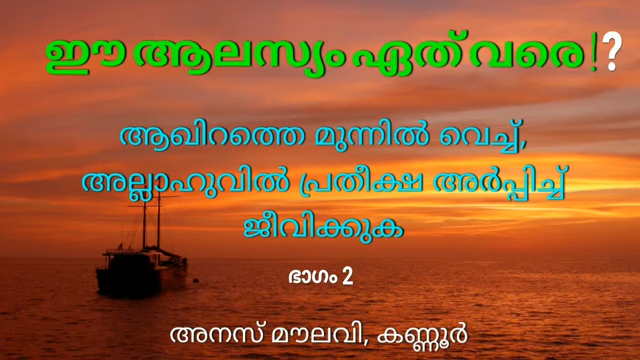 ഈ ആലസ്യം ഏത് വരെ !?
ആഖിറത്തെ മുന്നിൽ വെച്ച്,
അല്ലാഹുവിൽ പ്രതീക്ഷ അർപ്പിച്ച്
ജീവിക്കുക
ഭാഗം 2
അനസ് മൗലവി, കണ്ണൂർ